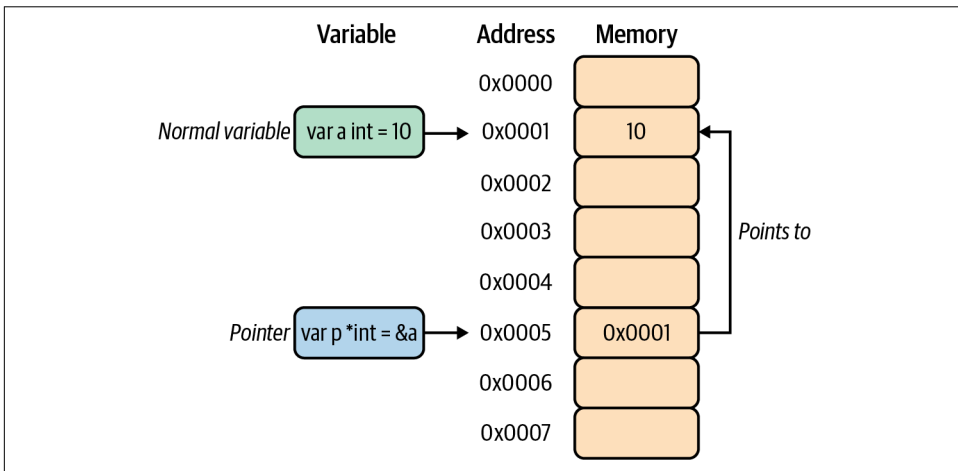 Variable Address Memory
0x0000
Normal variable var a int = 10 0x0001 10
0x0002
0x0003
Points to
0x0004
Pointer var p *int = &a 0x0005 0x0001
0x0006
0x0007